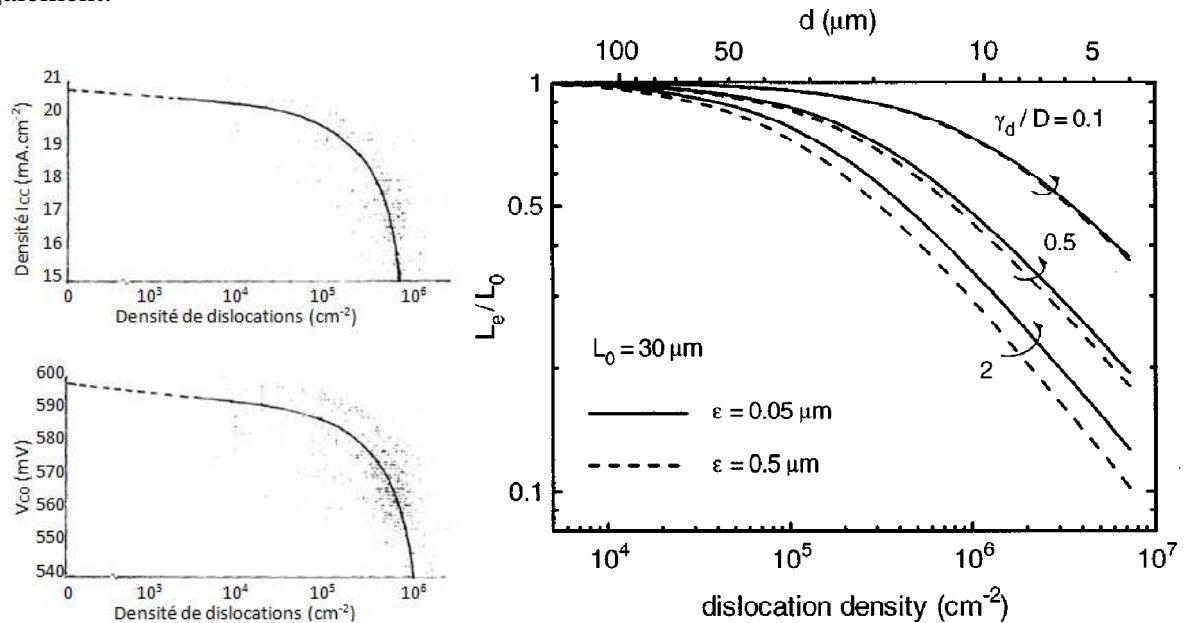 21
20
19
18
17
16
15
Densité Icc (mA.cm⁻²)
0 10³ 10⁴ 10⁵ 10⁶
Densité de dislocations (cm⁻²)
600
590
580
570
560
550
540
Vco (mV)
0 10³ 10⁴ 10⁵ 10⁶
Densité de dislocations (cm⁻²)
d (μm)
100 50 10 5
1
0.5
0.1
Lₑ / L₀
γd / D = 0.1
0.5
2
L₀ = 30 μm
ε = 0.05 μm
ε = 0.5 μm
10⁴ 10⁵ 10⁶ 10⁷
dislocation density (cm⁻²)